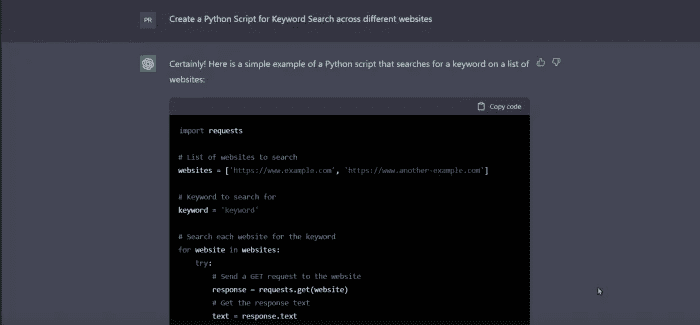 PR
Create a Python Script for Keyword Search across different websites
Certainly! Here is a simple example of a Python script that searches for a keyword on a list of
websites:
Copy code
import requests
# List of websites to search
websites = ['https://www.example.com', 'https://www.another-example.com']
# Keyword to search for
keyword = 'keyword'
# Search each website for the keyword
for website in websites:
try:
# Send a GET request to the website
response = requests.get(website)
# Get the response text
text = response.text